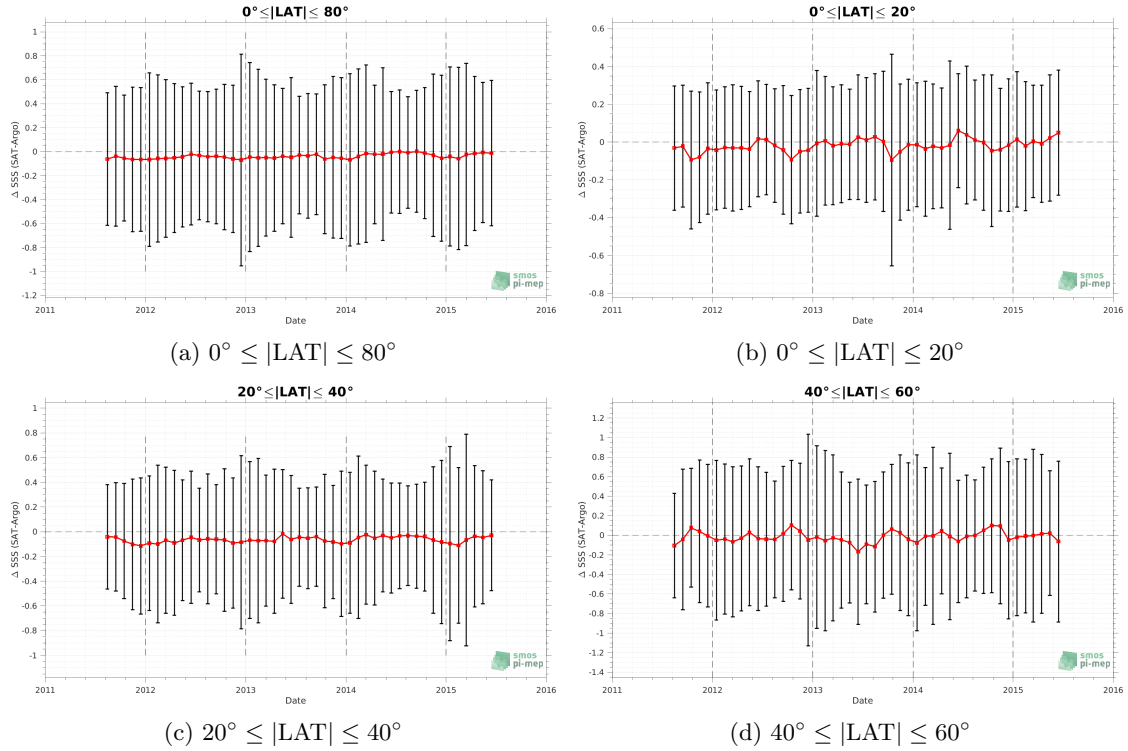 0°≤|LAT|≤ 80°
1
0.8
0.6
0.4
0.2
0
-0.2
-0.4
-0.6
-0.8
-1
-1.2
Δ SSS (SAT-Argo)
2011 2012 2013 2014 2015 2016
Date
smos
pi-mep
(a) 0° ≤ |LAT| ≤ 80°
0°≤|LAT|≤ 20°
0.6
0.4
0.2
0
-0.2
-0.4
-0.6
-0.8
Δ SSS (SAT-Argo)
2011 2012 2013 2014 2015 2016
Date
smos
pi-mep
(b) 0° ≤ |LAT| ≤ 20°
20°≤|LAT|≤ 40°
1
0.8
0.6
0.4
0.2
0
-0.2
-0.4
-0.6
-0.8
-1
Δ SSS (SAT-Argo)
2011 2012 2013 2014 2015 2016
Date
smos
pi-mep
(c) 20° ≤ |LAT| ≤ 40°
40°≤|LAT|≤ 60°
1.2
1
0.8
0.6
0.4
0.2
0
-0.2
-0.4
-0.6
-0.8
-1
-1.2
-1.4
Δ SSS (SAT-Argo)
2011 2012 2013 2014 2015 2016
Date
smos
pi-mep
(d) 40° ≤ |LAT| ≤ 60°